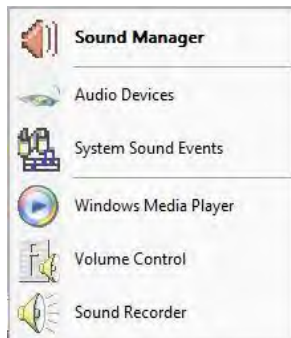 Sound Manager
Audio Devices
System Sound Events
Windows Media Player
Volume Control
Sound Recorder